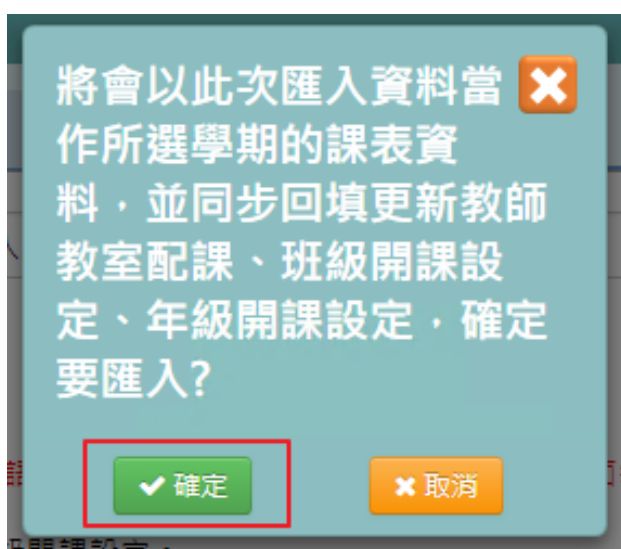 將會以此次匯入資料當
作所選學期的課表資
料，並同步回填更新教師
教室配課、班級開課設
定、年級開課設定，確定
要匯入?
確定
取消